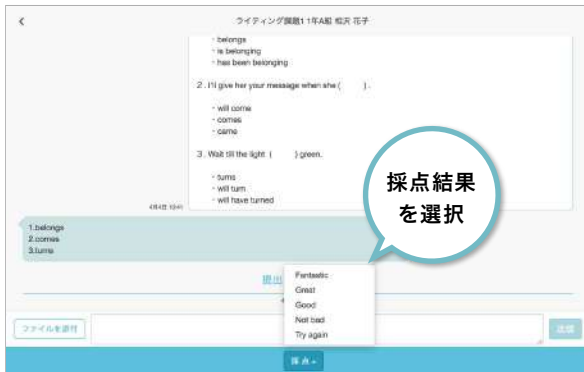 ライティング課題1 1年A組 相沢 花子
・belongs
・is belonging
・has been belonging
2. I'll give her your message when she (　　).
・will come
・comes
・came
3. Wait till the light (　　) green.
・turns
・will turn
・will have turned
1.belongs
2.comes
3.turns
採点結果
を選択
Fantastic
Great
Good
Not bad
Try again
ファイルを添付
送信
採点